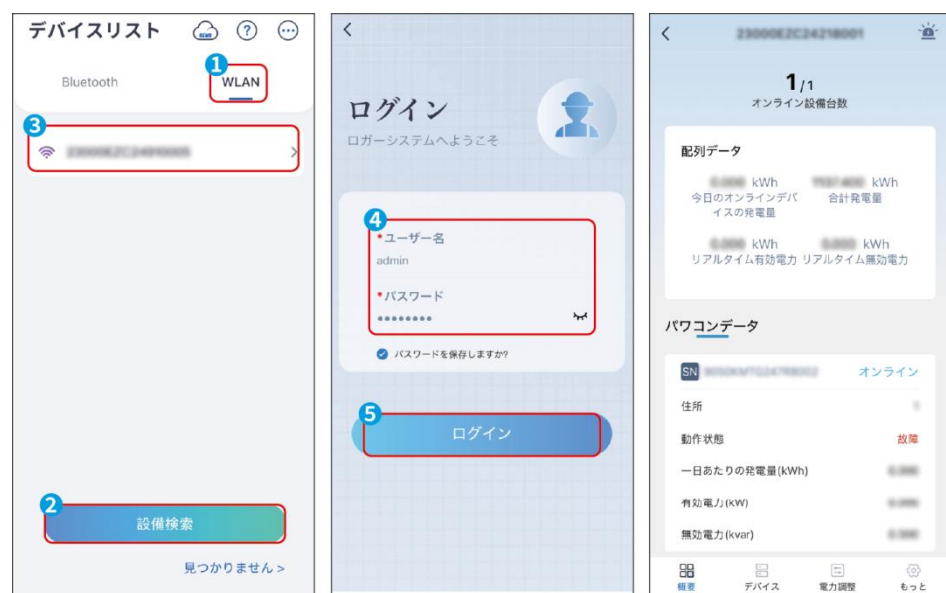 デバイスリスト
Bluetooth
1
WLAN
3
2
設備検索
見つかりません >
ログイン
ロガーシステムへようこそ
4
*ユーザー名
admin
*パスワード
••••••••
パスワードを保存しますか?
5
ログイン
1/1
オンライン設備台数
配列データ
kWh
kWh
今日のオンラインデバ
イスの発電量
合計発電量
kWh
kWh
リアルタイム有効電力
リアルタイム無効電力
パワコンデータ
SN
オンライン
住所
動作状態
故障
一日あたりの発電量(kWh)
有効電力(kW)
無効電力(kvar)
概要
デバイス
電力調整
もっと